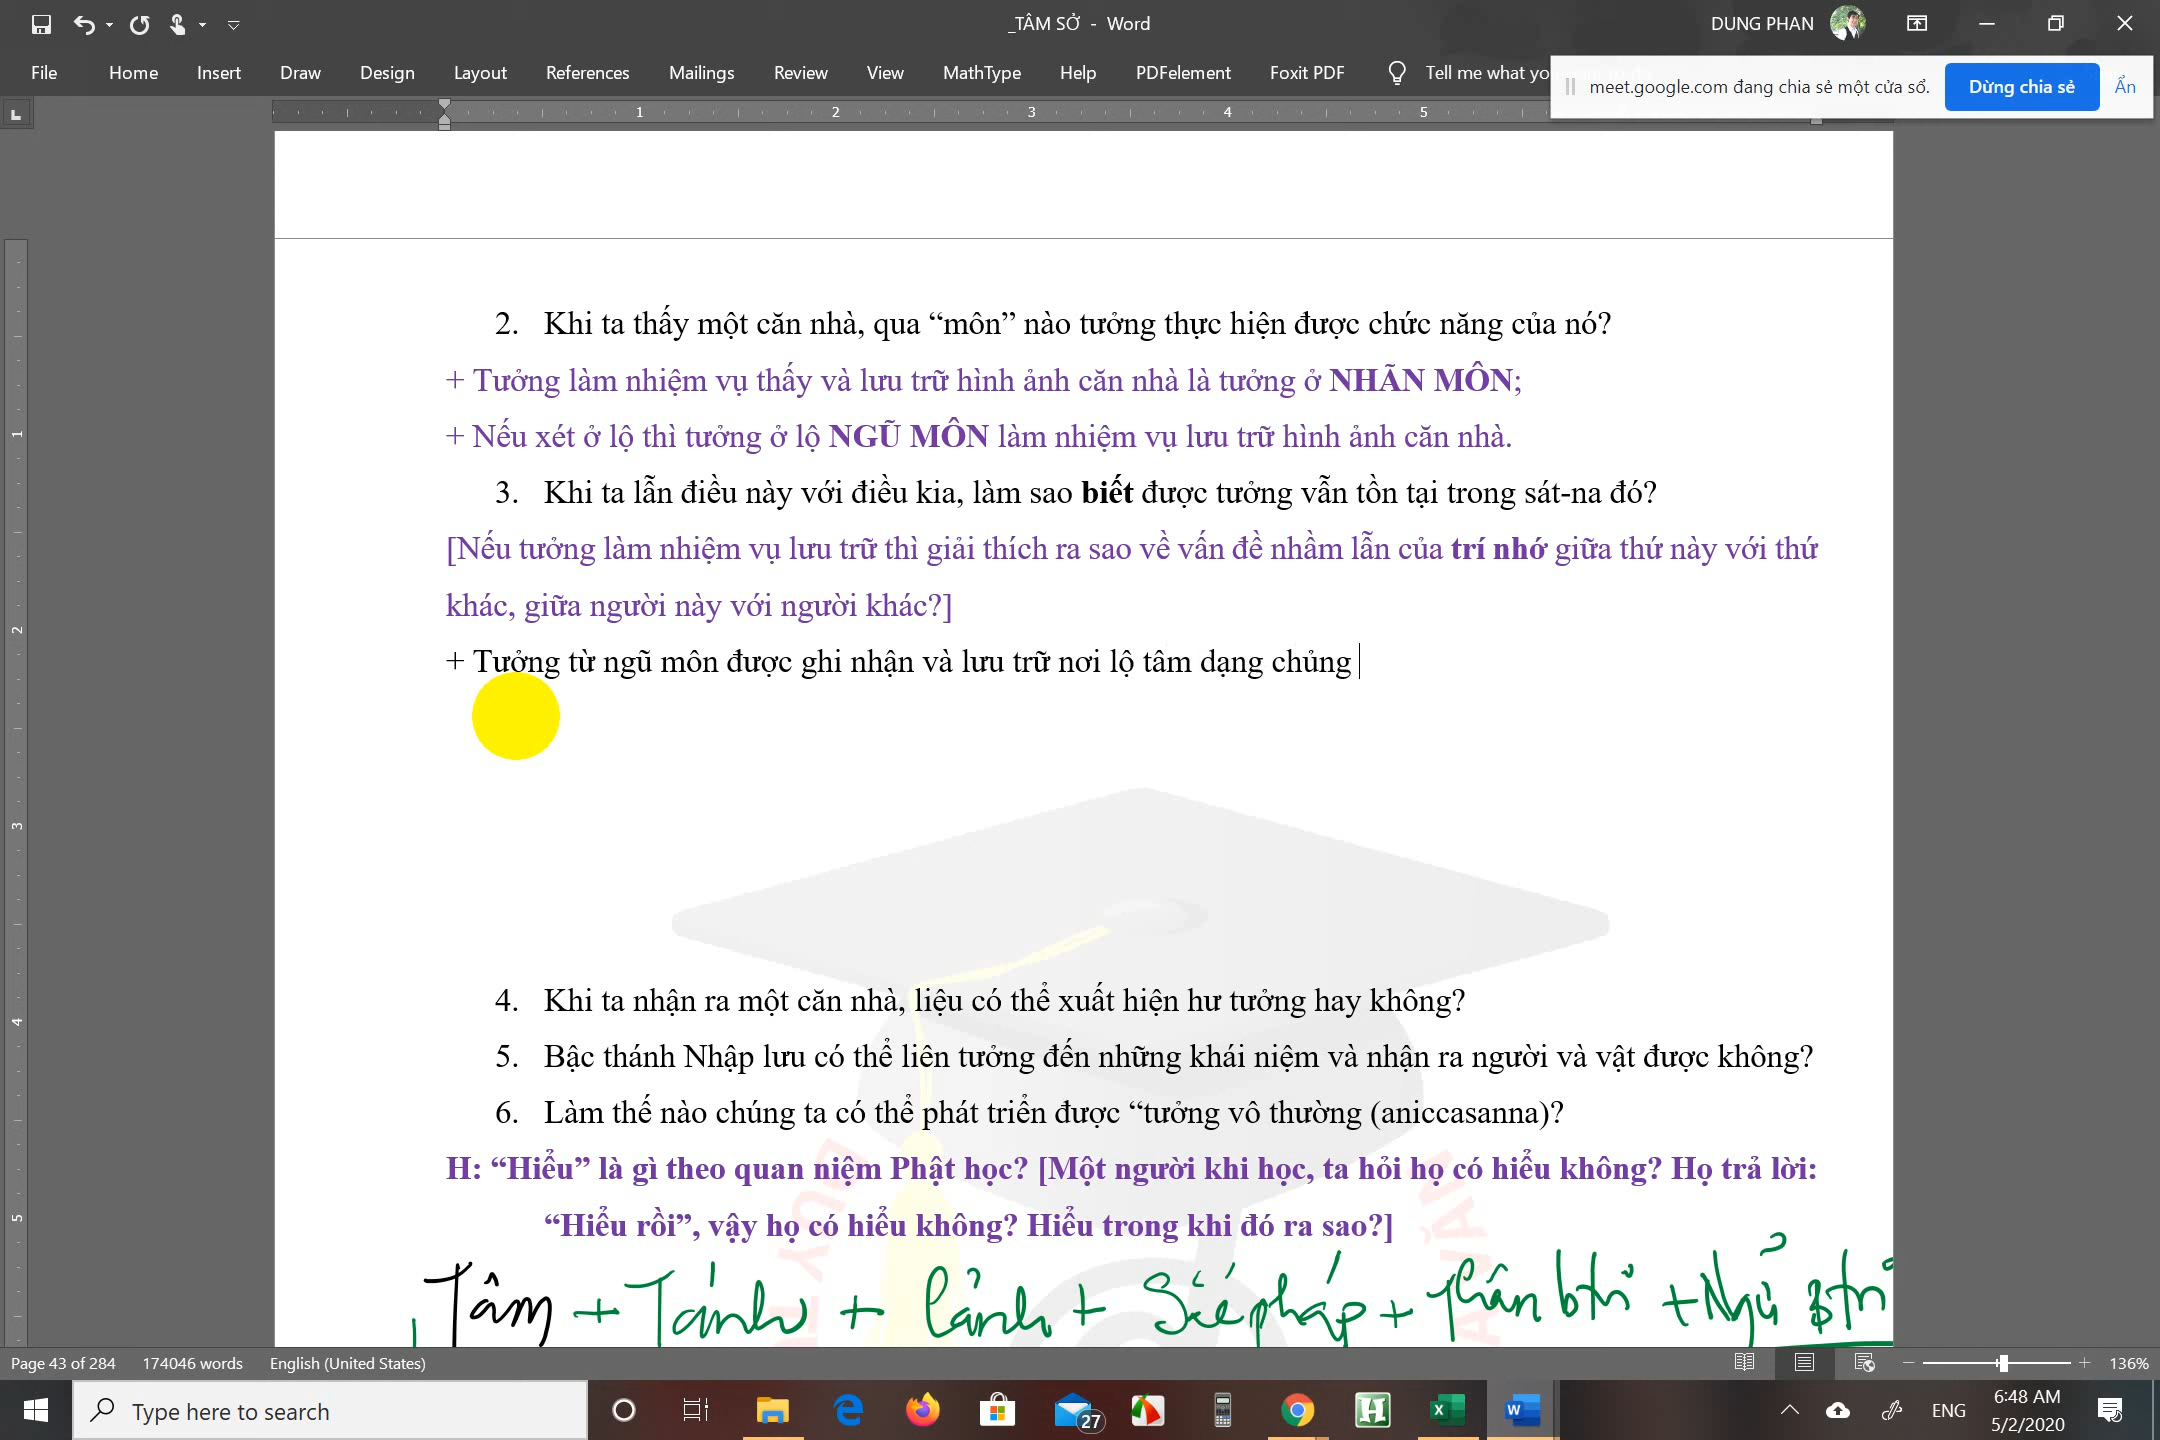 _TÂM SỞ - Word
DUNG PHAN
File Home Insert Draw Design Layout References Mailings Review View MathType Help PDFelement Foxit PDF Tell me what you
meet.google.com đang chia sẻ một cửa sổ. Dừng chia sẻ Ẩn
1 2 3 4 5
2. Khi ta thấy một căn nhà, qua “môn” nào tưởng thực hiện được chức năng của nó?
+ Tưởng làm nhiệm vụ thấy và lưu trữ hình ảnh căn nhà là tưởng ở NHÃN MÔN;
+ Nếu xét ở lộ thì tưởng ở lộ NGŨ MÔN làm nhiệm vụ lưu trữ hình ảnh căn nhà.
3. Khi ta lẫn điều này với điều kia, làm sao biết được tưởng vẫn tồn tại trong sát-na đó?
[Nếu tưởng làm nhiệm vụ lưu trữ thì giải thích ra sao về vấn đề nhầm lẫn của trí nhớ giữa thứ này với thứ
khác, giữa người này với người khác?]
+ Tưởng từ ngũ môn được ghi nhận và lưu trữ nơi lộ tâm dạng chủng
4. Khi ta nhận ra một căn nhà, liệu có thể xuất hiện hư tưởng hay không?
5. Bậc thánh Nhập lưu có thể liên tưởng đến những khái niệm và nhận ra người và vật được không?
6. Làm thế nào chúng ta có thể phát triển được “tưởng vô thường (aniccasanna)?
H: “Hiểu” là gì theo quan niệm Phật học? [Một người khi học, ta hỏi họ có hiểu không? Họ trả lời:
“Hiểu rồi”, vậy họ có hiểu không? Hiểu trong khi đó ra sao?]
Tâm + Tánh + Cảnh +
Page 43 of 284 174046 words English (United States) 136%
Type here to search
27
ENG
6:48 AM
5/2/2020